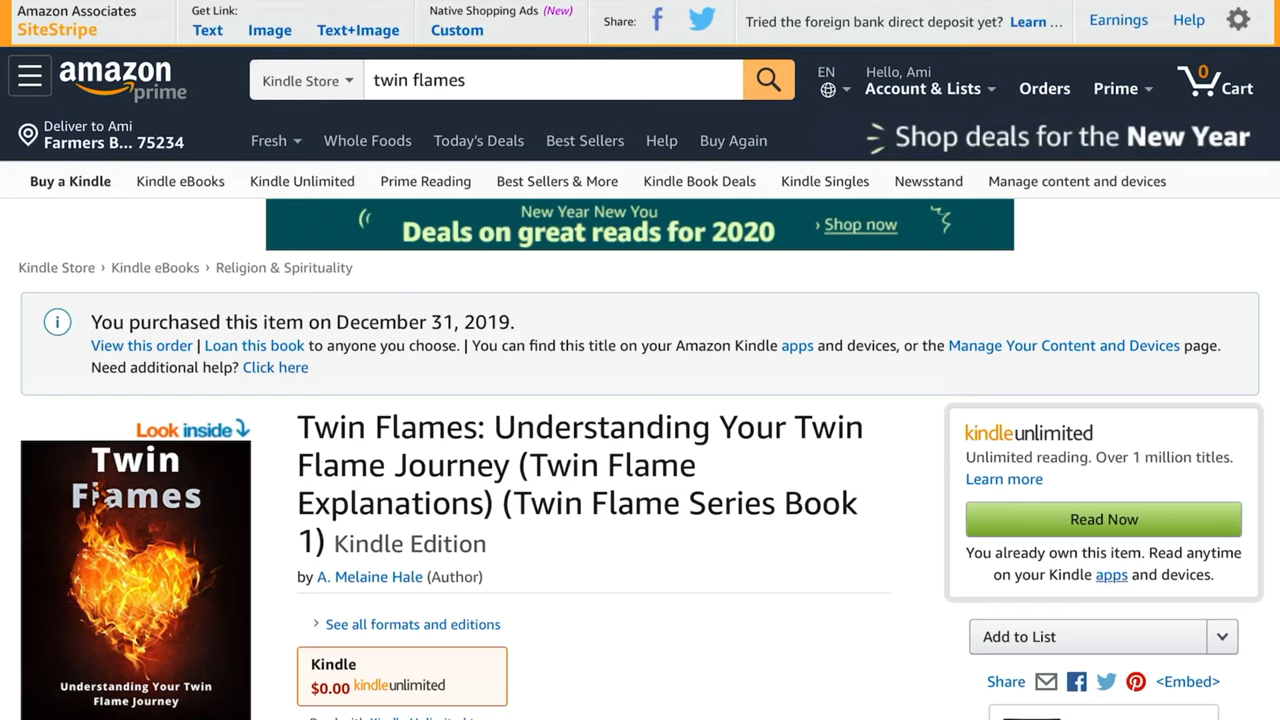 Amazon Associates
SiteStripe
Get Link:
Text Image Text+Image
Native Shopping Ads (New)
Custom
Share:
Tried the foreign bank direct deposit yet? Learn ...
Earnings Help
amazon
prime
Kindle Store
twin flames
EN
Hello, Ami
Account & Lists
Orders
Prime
0
Cart
Deliver to Ami
Farmers B... 75234
Fresh Whole Foods Today's Deals Best Sellers Help Buy Again
Shop deals for the New Year
Buy a Kindle Kindle eBooks Kindle Unlimited Prime Reading Best Sellers & More Kindle Book Deals Kindle Singles Newsstand Manage content and devices
New Year New You
Deals on great reads for 2020
› Shop now
Kindle Store › Kindle eBooks › Religion & Spirituality
You purchased this item on December 31, 2019.
View this order | Loan this book to anyone you choose. | You can find this title on your Amazon Kindle apps and devices, or the Manage Your Content and Devices page.
Need additional help? Click here
Look inside
Twin
Flames
Understanding Your Twin
Flame Journey
Twin Flames: Understanding Your Twin
Flame Journey (Twin Flame
Explanations) (Twin Flame Series Book
1) Kindle Edition
by A. Melaine Hale (Author)
› See all formats and editions
Kindle
$0.00 kindleunlimited
kindleunlimited
Unlimited reading. Over 1 million titles.
Learn more
Read Now
You already own this item. Read anytime
on your Kindle apps and devices.
Add to List
Share <Embed>